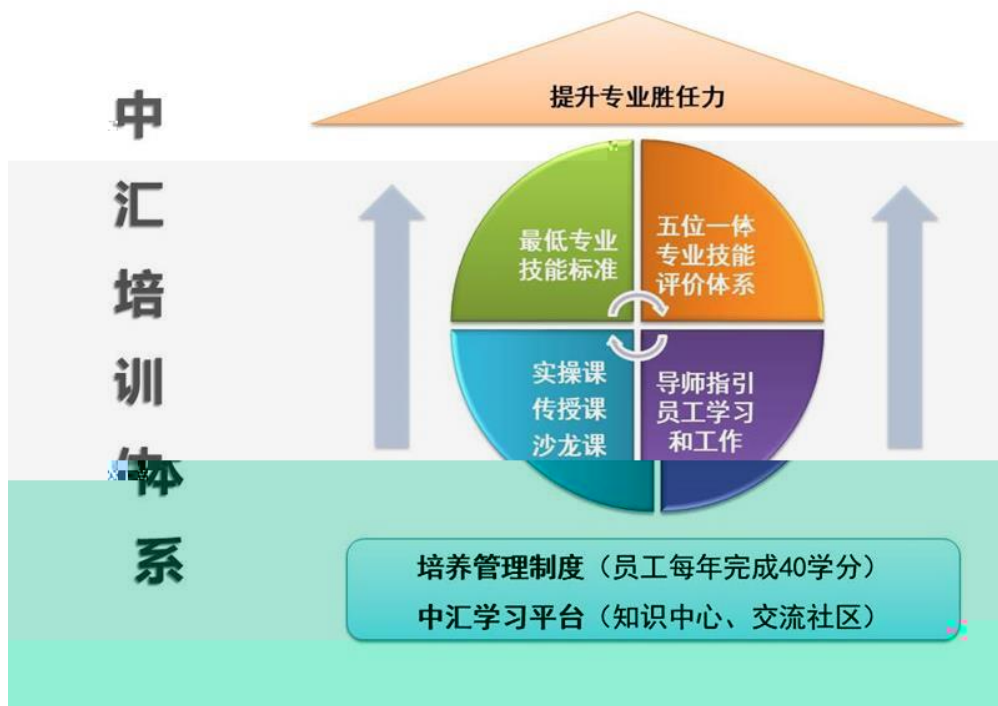 中汇培训体系
提升专业胜任力
最低专业
技能标准
五位一体
专业技能
评价体系
实操课
传授课
沙龙课
导师指引
员工学习
和工作
培养管理制度（员工每年完成40学分）
中汇学习平台（知识中心、交流社区）